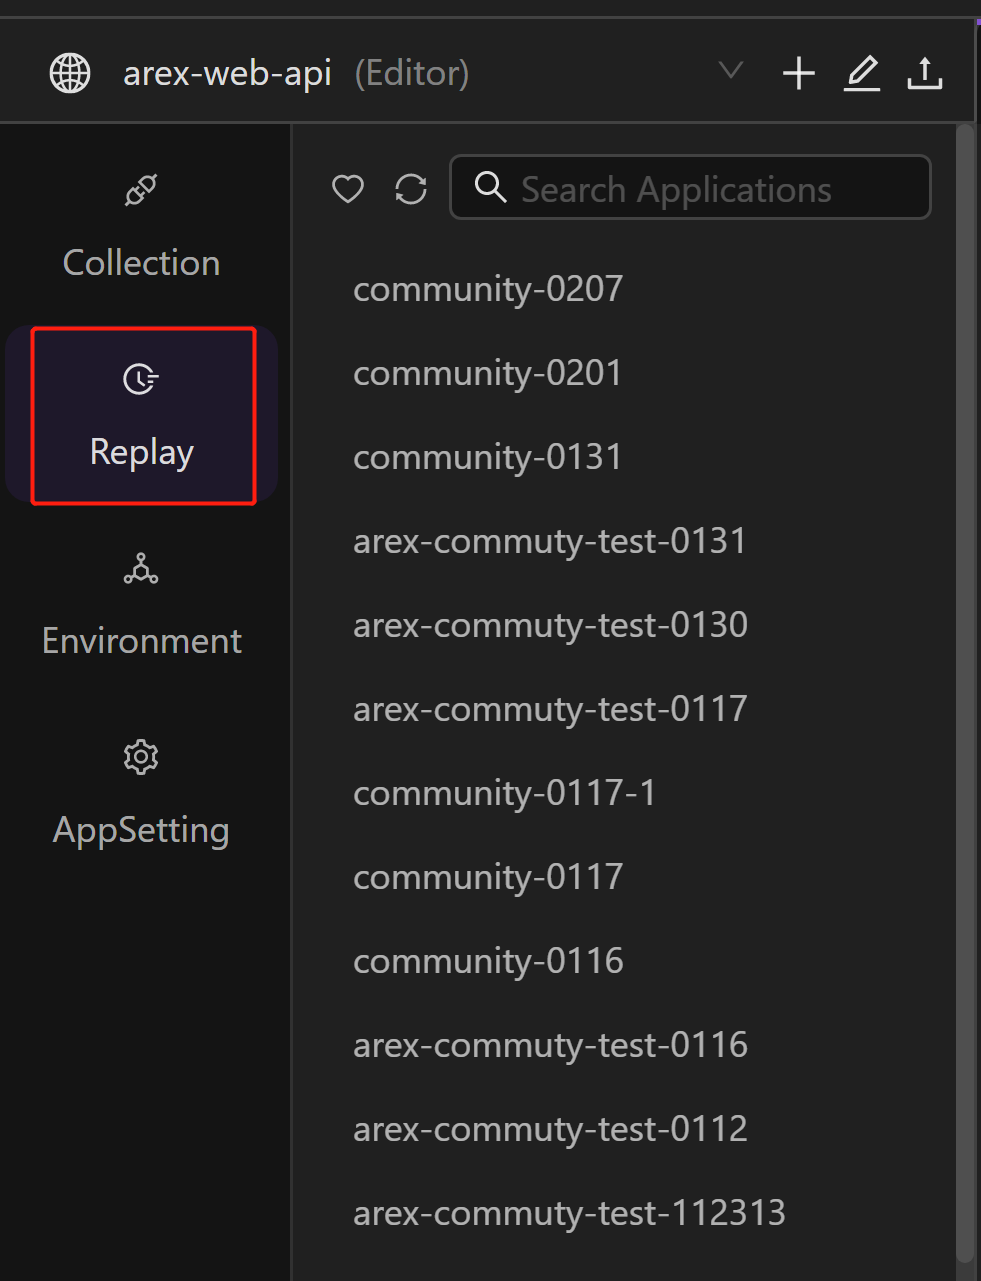 arex-web-api (Editor)
Collection
Replay
Environment
AppSetting
Search Applications
community-0207
community-0201
community-0131
arex-commuty-test-0131
arex-commuty-test-0130
arex-commuty-test-0117
community-0117-1
community-0117
community-0116
arex-commuty-test-0116
arex-commuty-test-0112
arex-commuty-test-112313